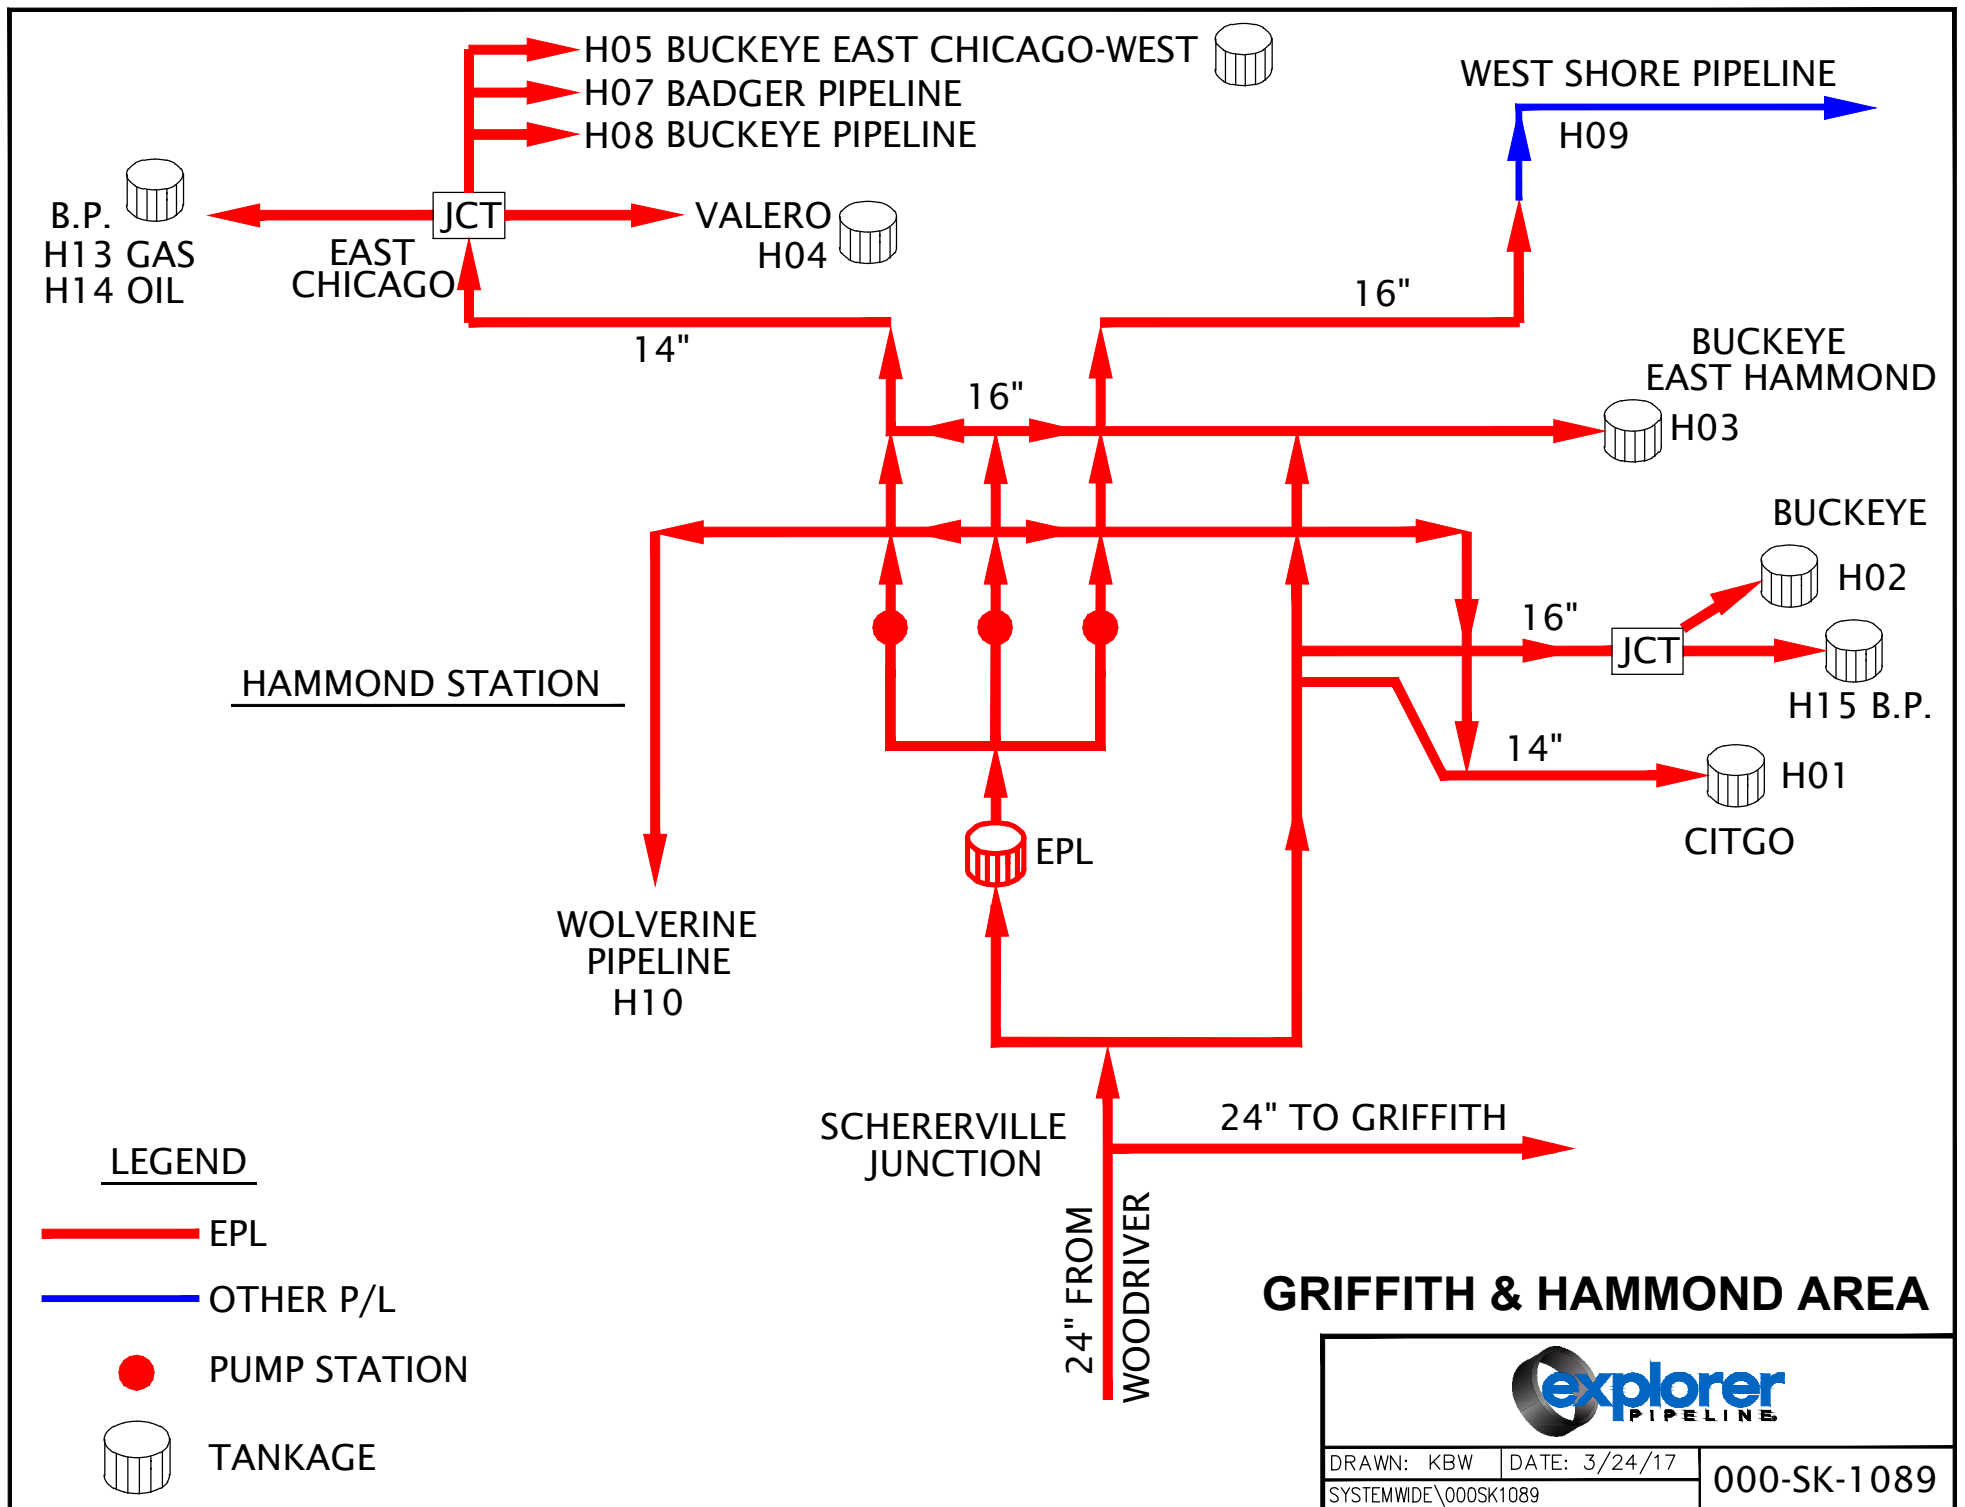 H05 BUCKEYE EAST CHICAGO-WEST
H07 BADGER PIPELINE
H08 BUCKEYE PIPELINE
WEST SHORE PIPELINE
H09
B.P.
H13 GAS
H14 OIL
JCT
EAST
CHICAGO
VALERO
H04
14"
16"
16"
BUCKEYE
EAST HAMMOND
H03
BUCKEYE
H02
16"
JCT
H15 B.P.
14"
H01
CITGO
HAMMOND STATION
EPL
WOLVERINE
PIPELINE
H10
SCHERERVILLE
JUNCTION
24" TO GRIFFITH
24" FROM
WOODRIVER
LEGEND
EPL
OTHER P/L
PUMP STATION
TANKAGE
GRIFFITH & HAMMOND AREA
explorer
PIPELINE
DRAWN: KBW
DATE: 3/24/17
SYSTEMWIDE\000SK1089
000-SK-1089